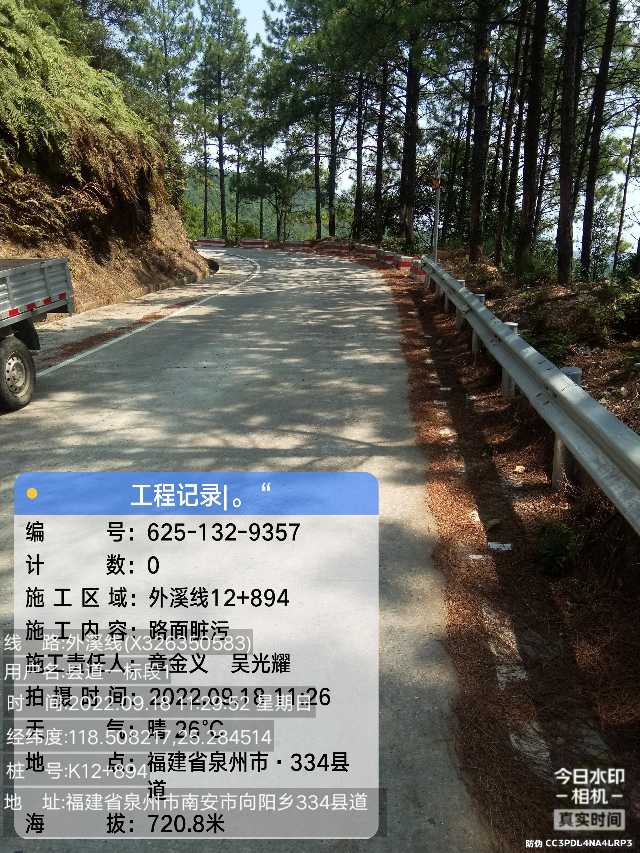 工程记录|。“
编号：625-132-9357
计数：0
施工区域：外溪线12+894
施工内容：路面脏污
线 路:外溪线(X326350583)
施工责任人：章金义 吴光耀
用户名:县道一标段1
拍摄时间：2022.09.18 11:26
时 间:2022.09.18 11:29:52 星期日
天气：晴 26℃
经纬度:118.508217,25.284514
地点：福建省泉州市·334县道
桩 号:K12+894
地 址:福建省泉州市南安市向阳乡334县道
海拔：720.8米
今日水印
-相机-
真实时间
防伪 CC3PDL4NA4LRP3